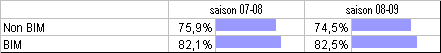 saison 07-08 saison 08-09
Non BIM 75,9% 74,5%
BIM 82,1% 82,5%